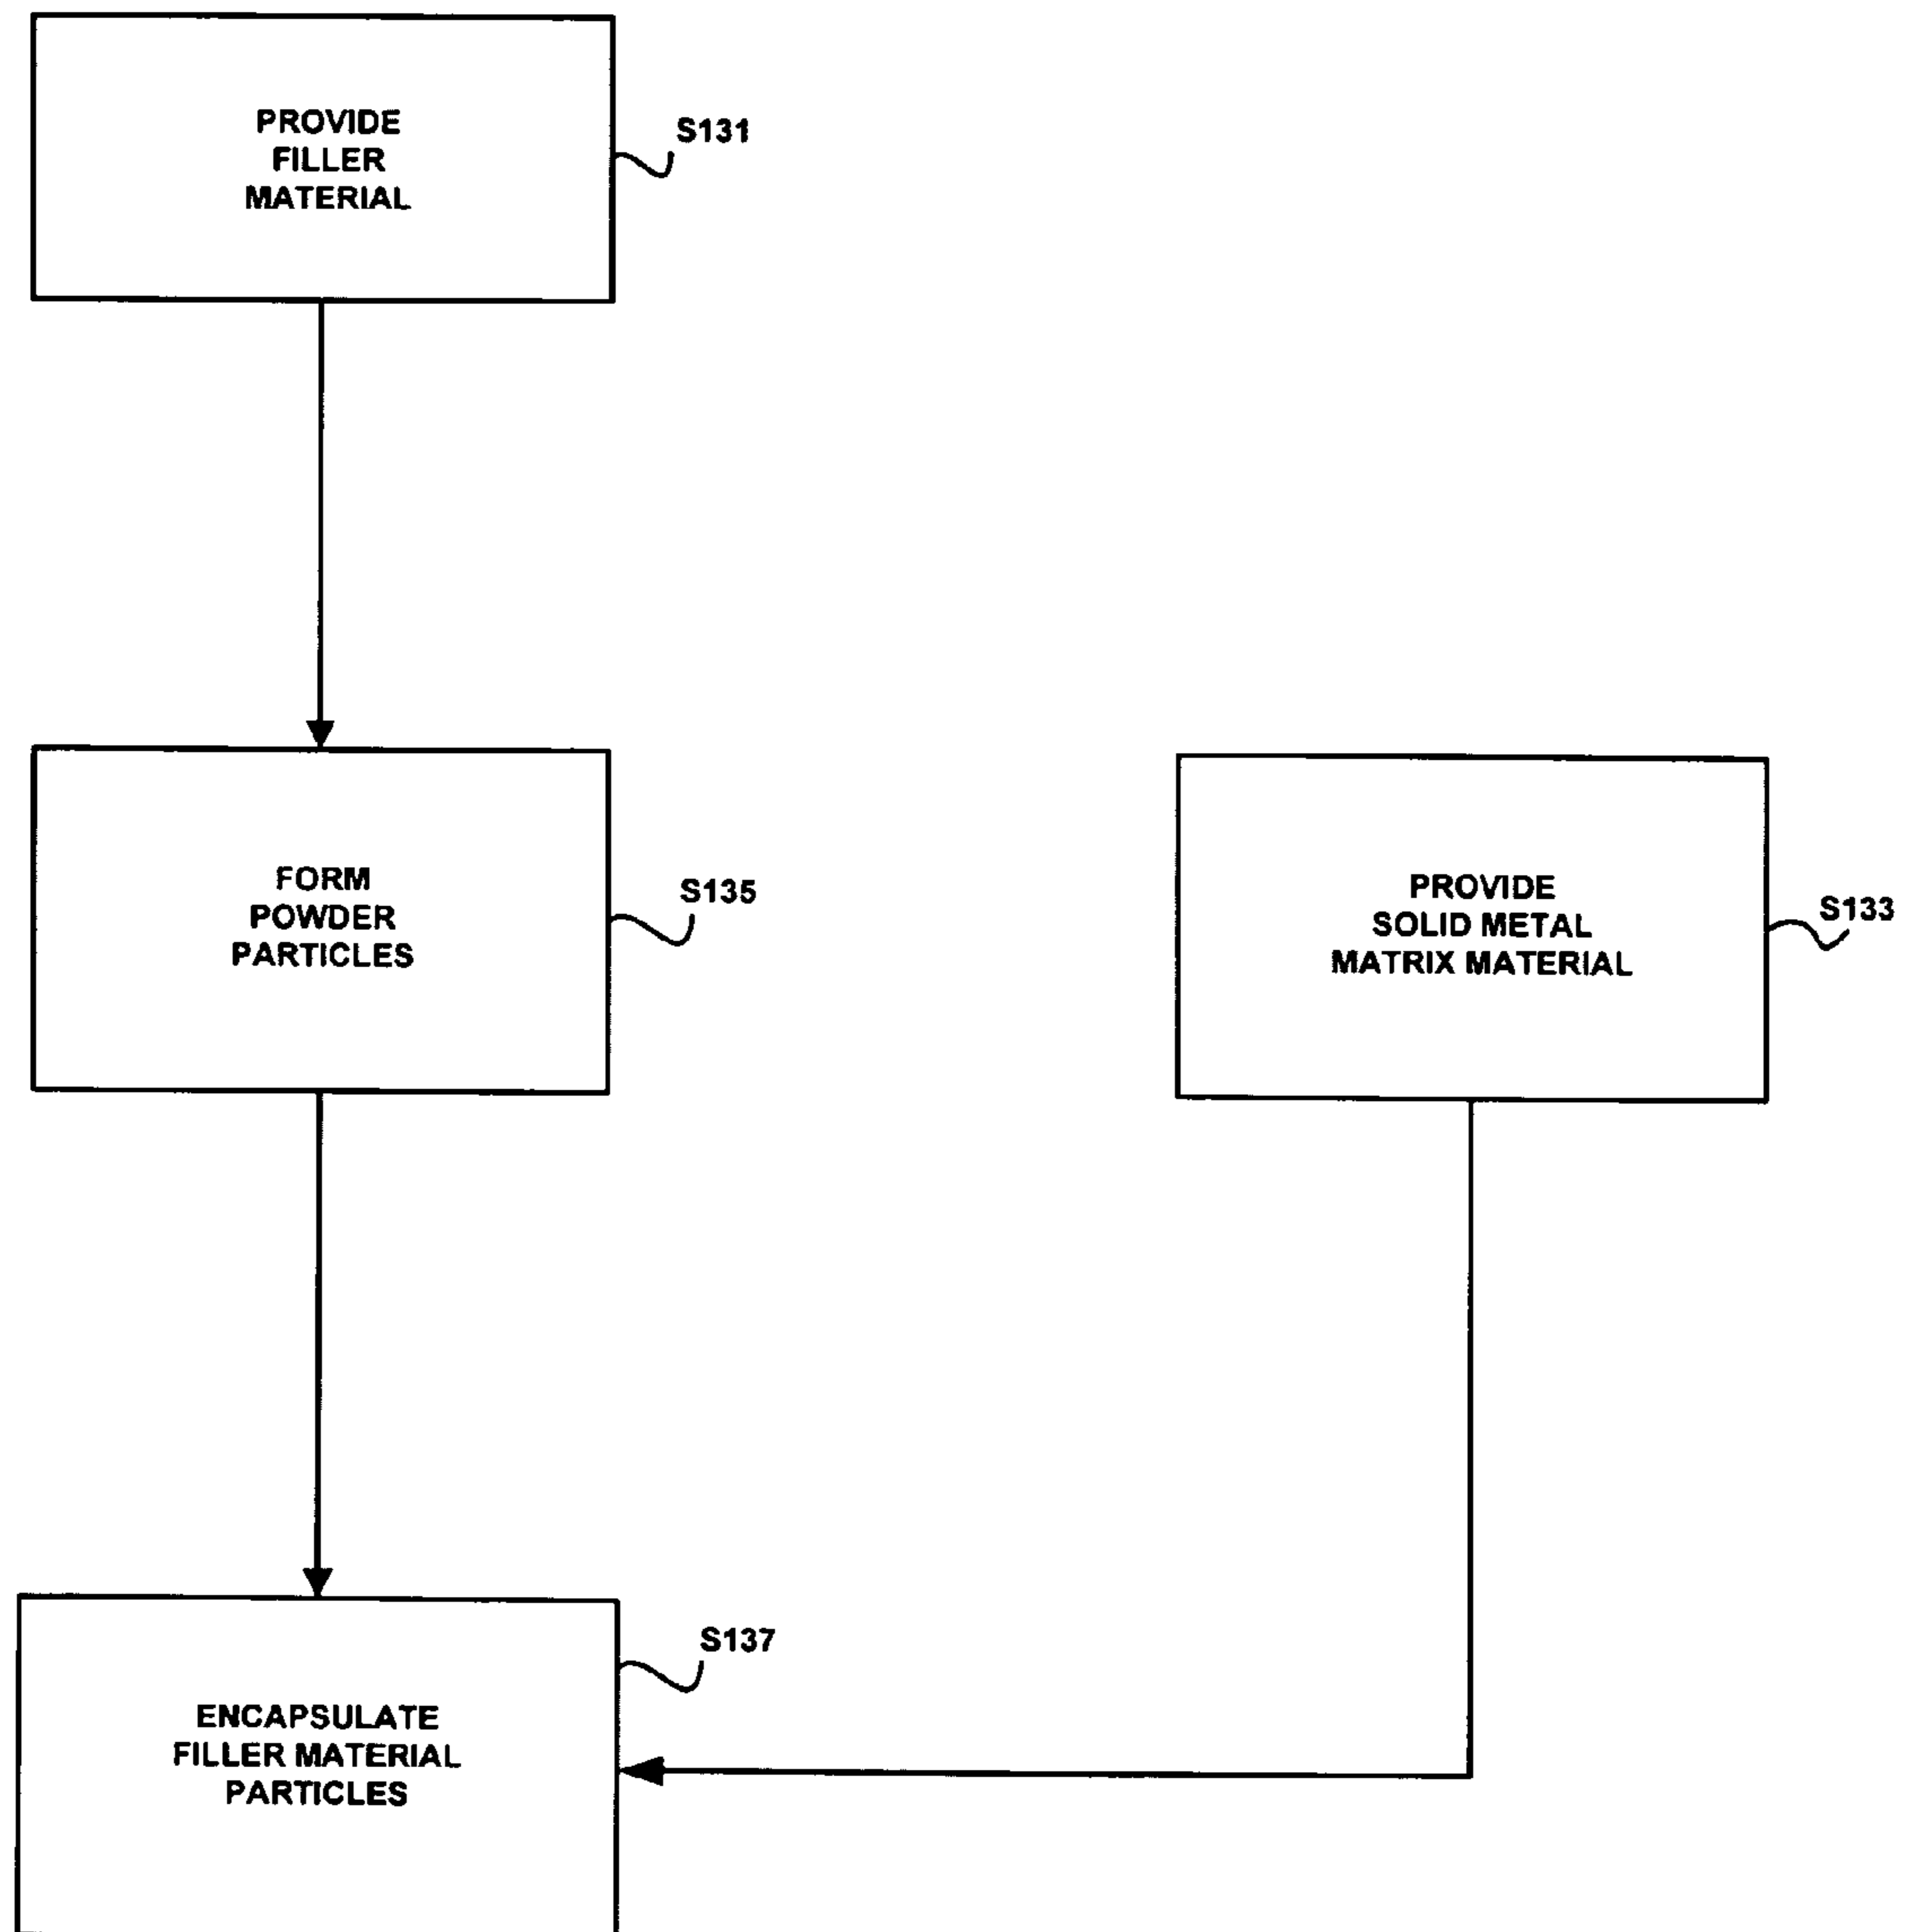 PROVIDE
FILLER
MATERIAL
S131
FORM
POWDER
PARTICLES
S135
PROVIDE
SOLID METAL
MATRIX MATERIAL
S133
ENCAPSULATE
FILLER MATERIAL
PARTICLES
S137